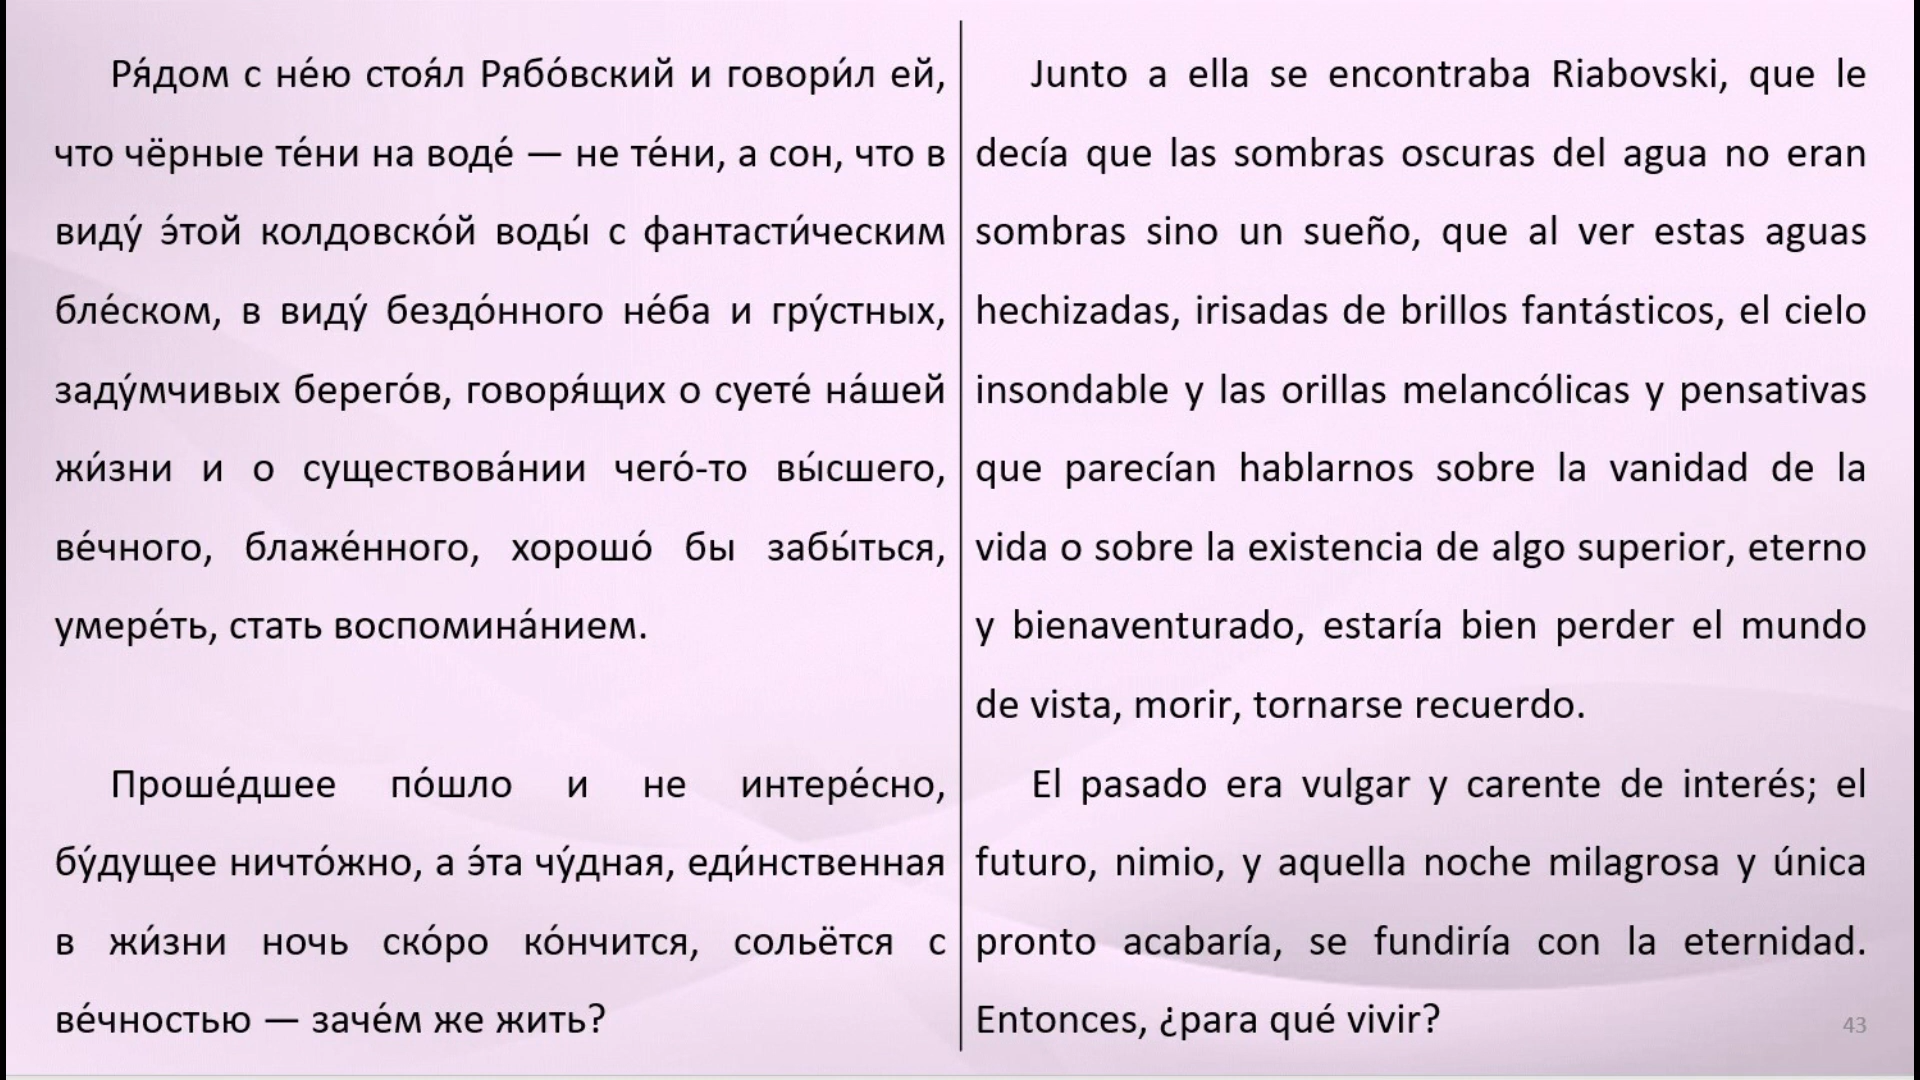 Ря́дом с не́ю стоя́л Рябо́вский и говори́л ей,
что чёрные те́ни на воде́ — не те́ни, а сон, что в
виду́ э́той колдовско́й воды́ с фантасти́ческим
бле́ском, в виду́ бездо́нного не́ба и гру́стных,
заду́мчивых берего́в, говоря́щих о суете́ на́шей
жи́зни и о существова́нии чего́-то вы́сшего,
ве́чного, блаже́нного, хорошо́ бы забы́ться,
умере́ть, стать воспомина́нием.
Проше́дшее по́шло и не интере́сно,
бу́дущее ничто́жно, а э́та чу́дная, еди́нственная
в жи́зни ночь ско́ро ко́нчится, сольётся с
ве́чностью — заче́м же жить?
Junto a ella se encontraba Riabovski, que le
decía que las sombras oscuras del agua no eran
sombras sino un sueño, que al ver estas aguas
hechizadas, irisadas de brillos fantásticos, el cielo
insondable y las orillas melancólicas y pensativas
que parecían hablarnos sobre la vanidad de la
vida o sobre la existencia de algo superior, eterno
y bienaventurado, estaría bien perder el mundo
de vista, morir, tornarse recuerdo.
El pasado era vulgar y carente de interés; el
futuro, nimio, y aquella noche milagrosa y única
pronto acabaría, se fundiría con la eternidad.
Entonces, ¿para qué vivir?
43